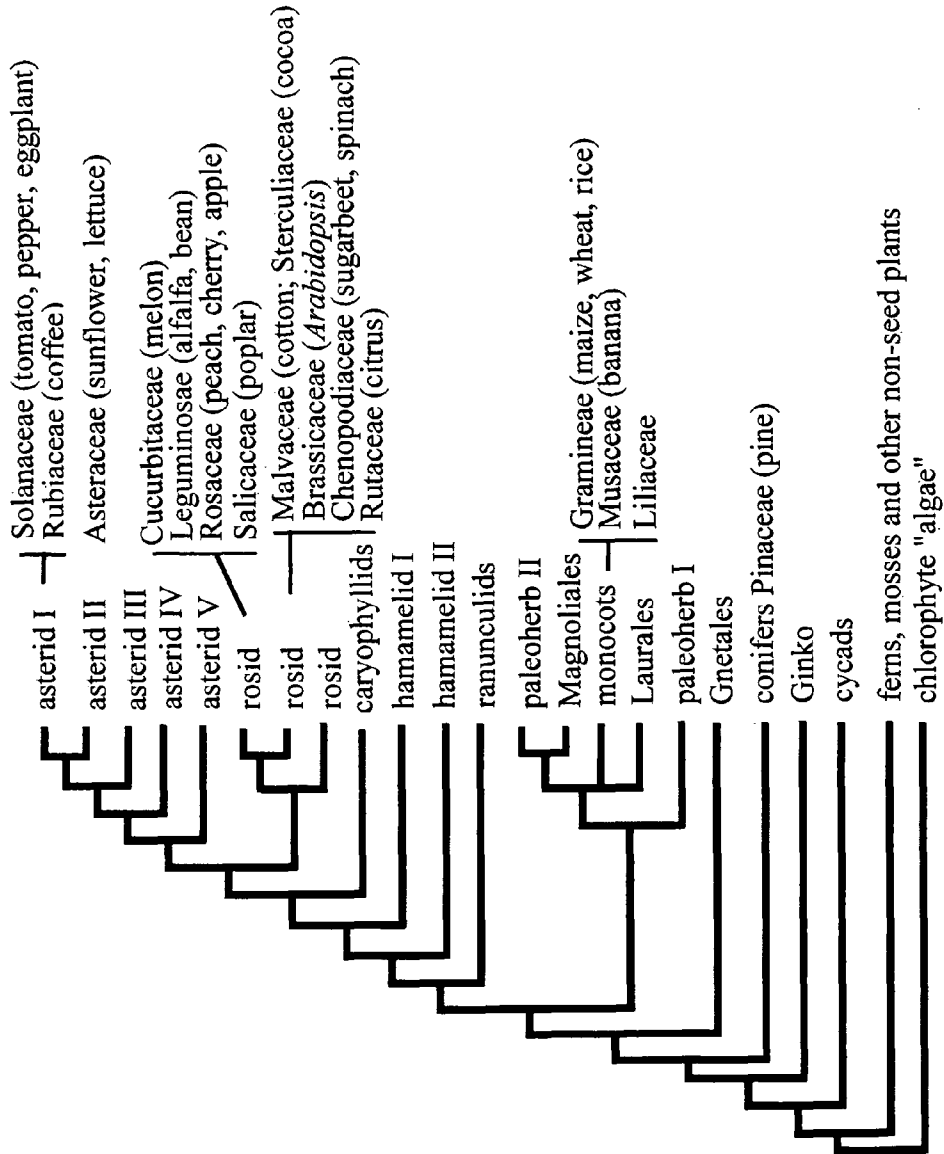 Solanaceae (tomato, pepper, eggplant)
asterid I
Rubiaceae (coffee)
asterid II
Asteraceae (sunflower, lettuce)
asterid III
Cucurbitaceae (melon)
asterid IV
Leguminosae (alfalfa, bean)
asterid V
Rosaceae (peach, cherry, apple)
rosid
Salicaceae (poplar)
rosid
Malvaceae (cotton; Sterculiaceae (cocoa)
rosid
Brassicaceae (Arabidopsis)
Chenopodiaceae (sugarbeet, spinach)
caryophyllids
Rutaceae (citrus)
hamamelid I
hamamelid II
ranunculids
paleoherb II
Magnoliales
Gramineae (maize, wheat, rice)
monocots
Musaceae (banana)
Laurales
Liliaceae
paleoherb I
Gnetales
conifers Pinaceae (pine)
Ginko
cycads
ferns, mosses and other non-seed plants
chlorophyte "algae"